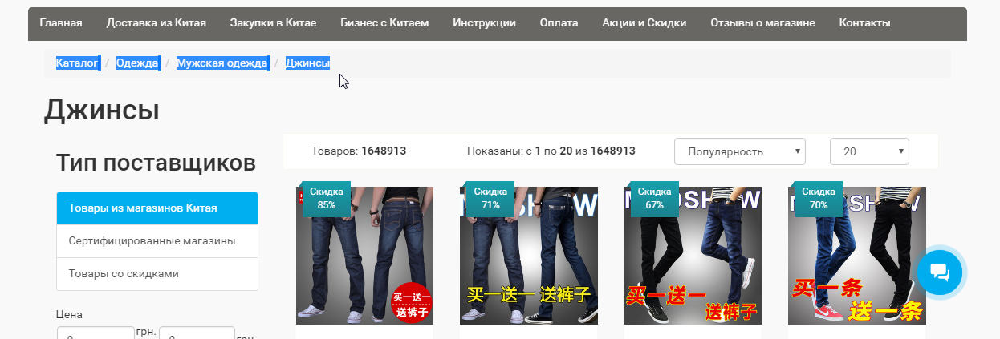 Главная Доставка из Китая Закупки в Китае Бизнес с Китаем Инструкции Оплата Акции и Скидки Отзывы о магазине Контакты
Каталог / Одежда / Мужская одежда / Джинсы
Джинсы
Тип поставщиков
Товары из магазинов Китая
Сертифицированные магазины
Товары со скидками
Цена
грн.
грн.
Товаров: 1648913 Показаны: с 1 по 20 из 1648913 Популярность 20
Скидка
85%
买一送一
送裤子
Скидка
71%
买一送一 送裤子
Скидка
67%
买一送一
送裤子
Скидка
70%
买一条
送一条